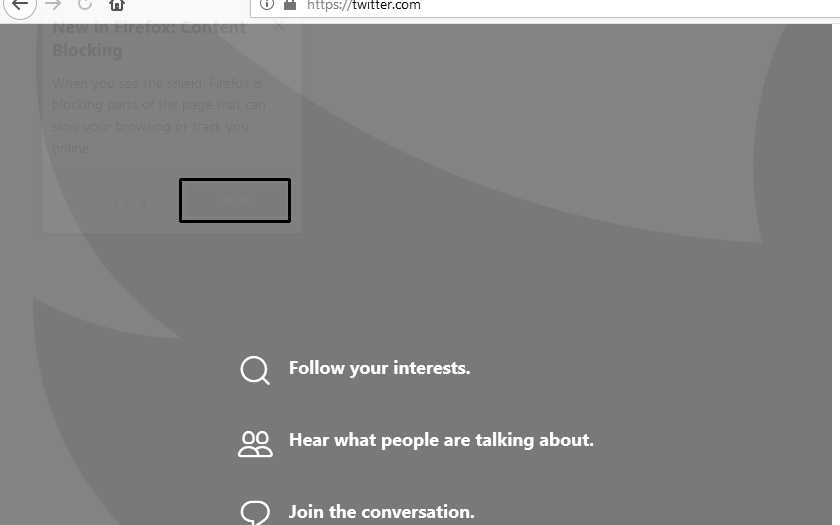 https://twitter.com
New in Firefox: Content
Blocking
When you see the shield, Firefox is
blocking parts of the page that can
slow your browsing or track you
online.
Follow your interests.
Hear what people are talking about.
Join the conversation.